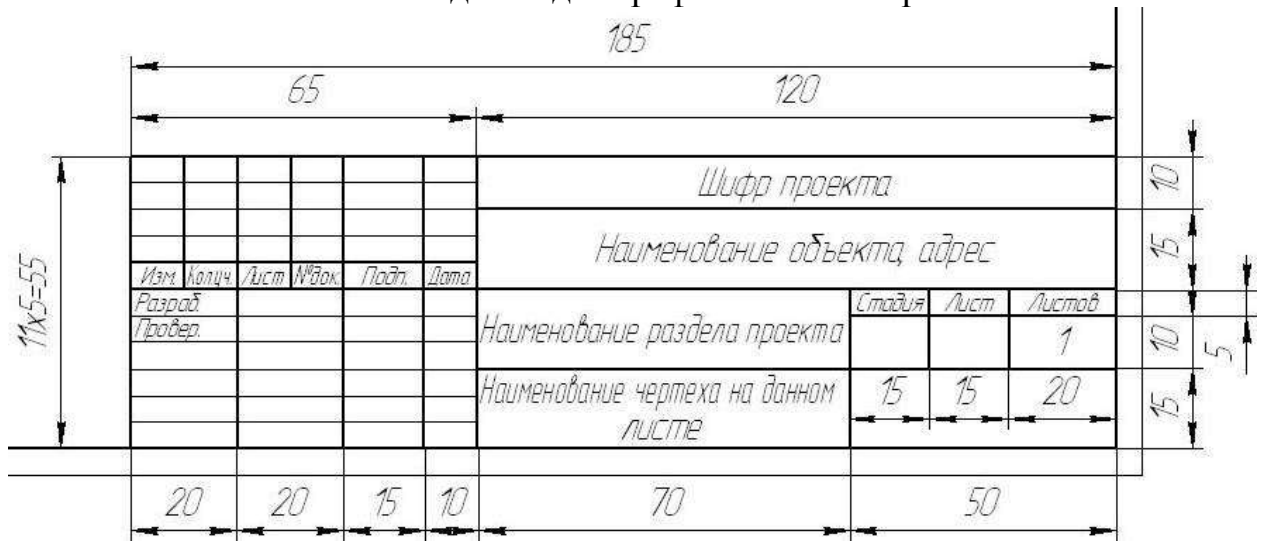 185
65 120
Шифр проекта 10
Наименование объекта, адрес 15
11х5=55
Изм. Кол.уч. Лист №док. Подп. Дата
Разраб. Стадия Лист Листов
Провер. Наименование раздела проекта 1 10 5
Наименование чертеха на данном 15 15 20 15
листе
20 20 15 10 70 50